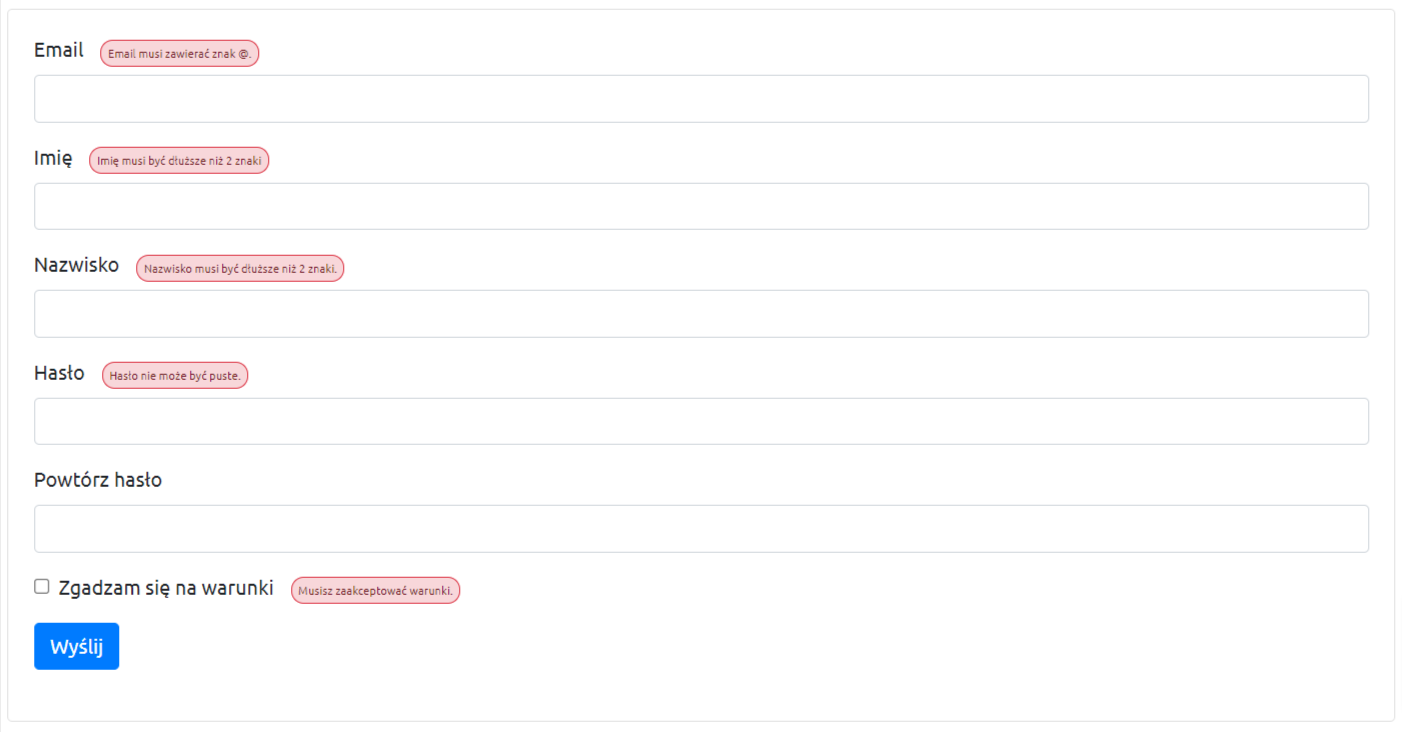 Email Email musi zawierać znak @.
Imię Imię musi być dłuższe niż 2 znaki
Nazwisko Nazwisko musi być dłuższe niż 2 znaki.
Hasło Hasło nie może być puste.
Powtórz hasło
Zgadzam się na warunki Musisz zaakceptować warunki.
Wyślij